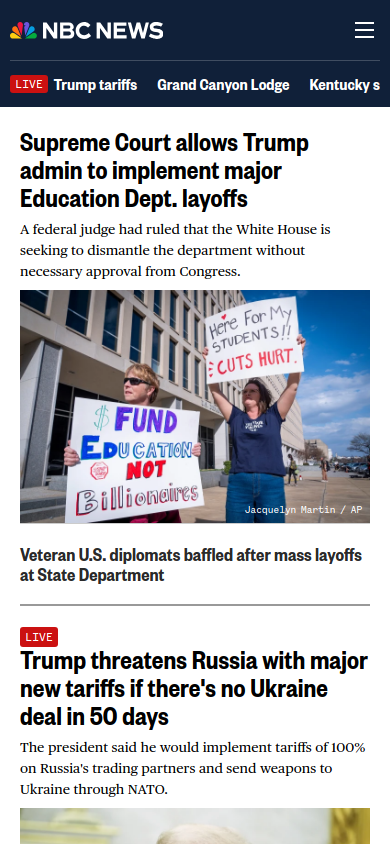 NBC NEWS
LIVE Trump tariffs Grand Canyon Lodge Kentucky s
Supreme Court allows Trump
admin to implement major
Education Dept. layoffs
A federal judge had ruled that the White House is
seeking to dismantle the department without
necessary approval from Congress.
Here For My
STUDENTS!!
CUTS HURT.
$ FUND
EDUCATION
NOT
Billionaires
Jacquelyn Martin / AP
Veteran U.S. diplomats baffled after mass layoffs
at State Department
LIVE
Trump threatens Russia with major
new tariffs if there's no Ukraine
deal in 50 days
The president said he would implement tariffs of 100%
on Russia's trading partners and send weapons to
Ukraine through NATO.